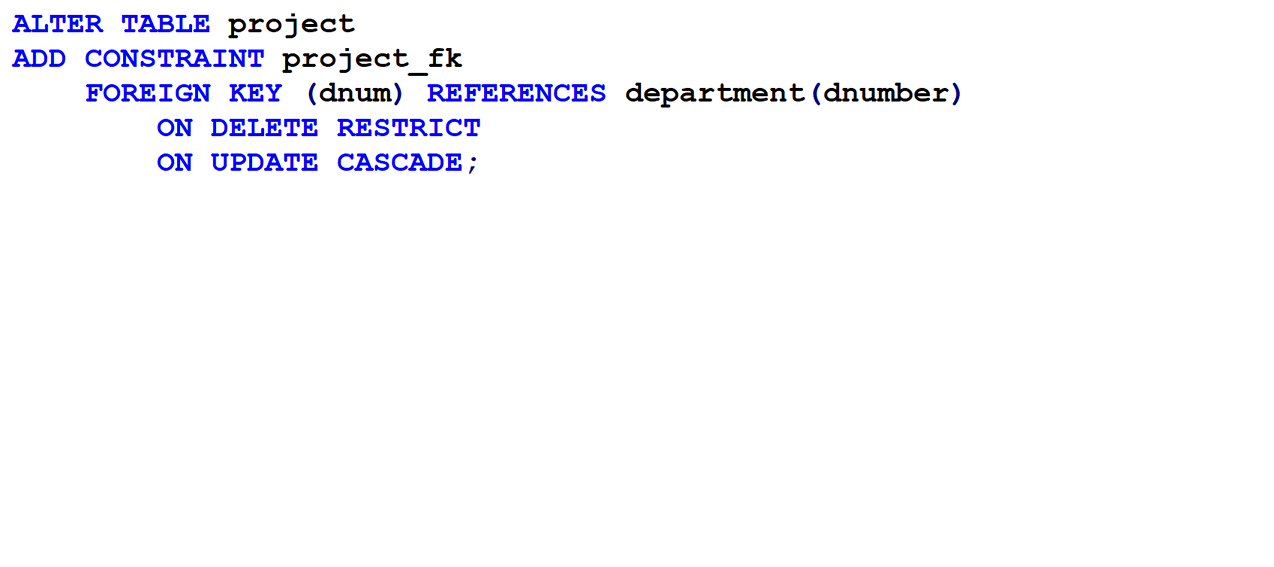 ALTER TABLE project
ADD CONSTRAINT project_fk
FOREIGN KEY (dnum) REFERENCES department(dnumber)
ON DELETE RESTRICT
ON UPDATE CASCADE;